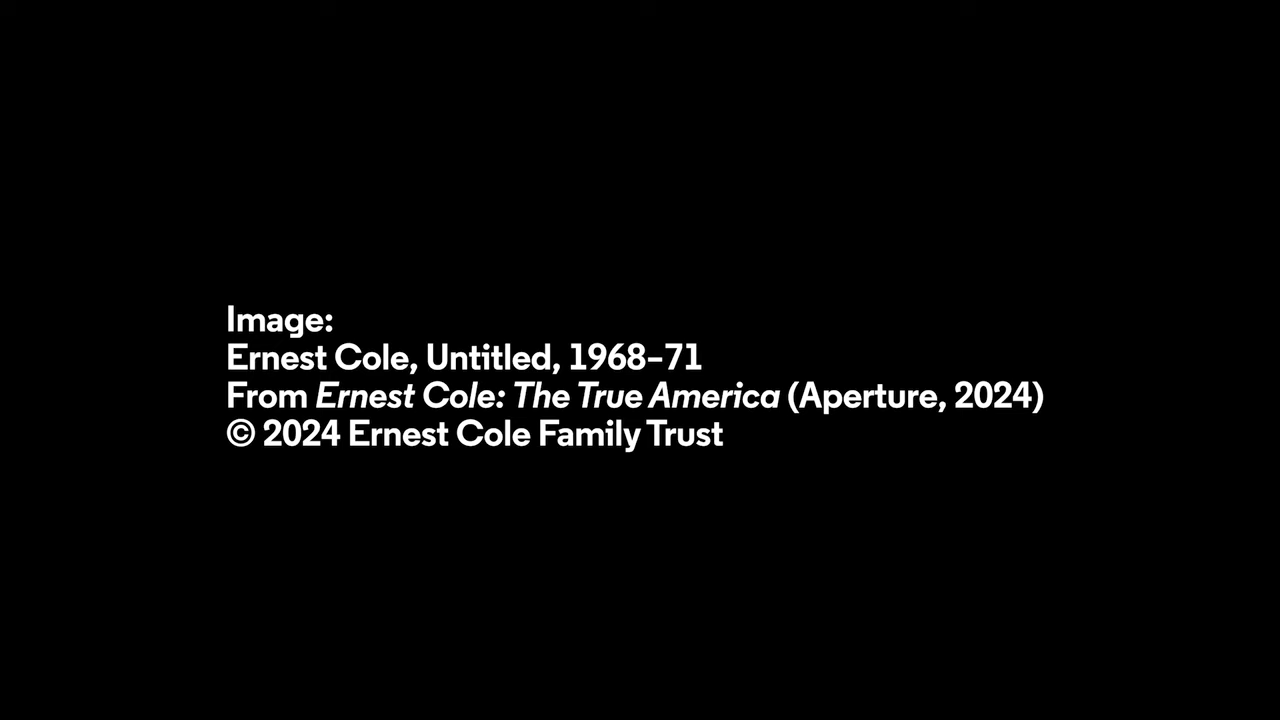 Image:
Ernest Cole, Untitled, 1968–71
From Ernest Cole: The True America (Aperture, 2024)
© 2024 Ernest Cole Family Trust